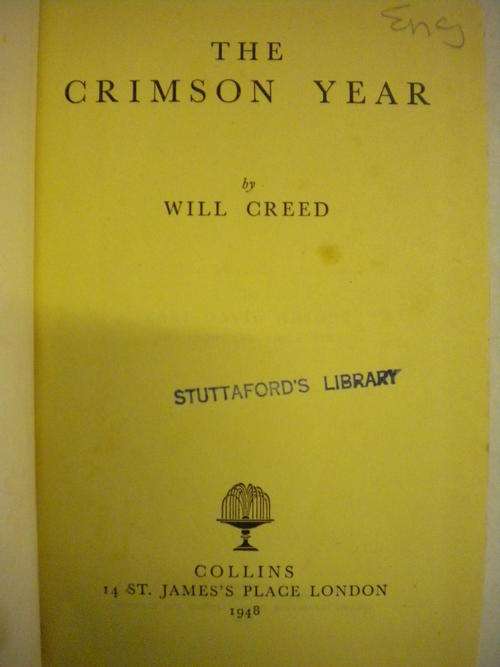 Eng
THE
CRIMSON YEAR
by
WILL CREED
STUTTAFORD'S LIBRARY
COLLINS
14 ST. JAMES'S PLACE LONDON
1948